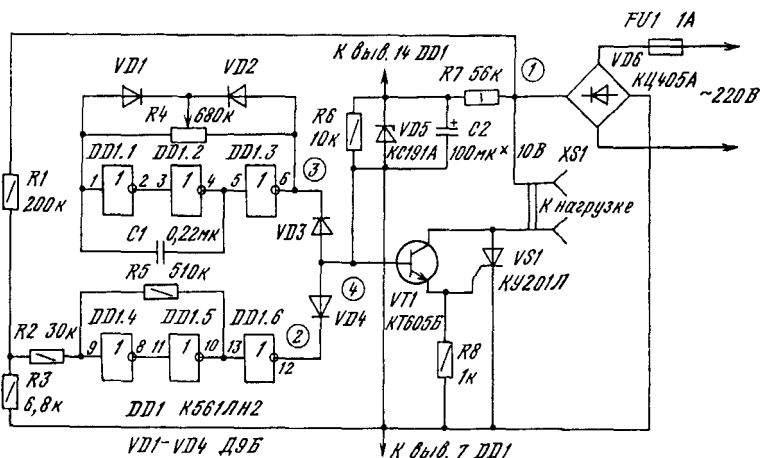 FU1 1А
К выв. 14 DD1
VD1
VD2
R7 56к
1
VD6
КЦ405А
~220В
R4
680к
R6
10к
VD5
КС191А
+
C2
100мк × 10В
DD1.1
DD1.2
DD1.3
3
XS1
1
1
2
3
1
4
5
1
6
R1
200к
К нагрузке
C1
0,22мк
VD3
VS1
КУ201Л
R5
510к
4
VT1
КТ605Б
R2 30к
DD1.4
DD1.5
DD1.6
2
VD4
9
1
8
11
1
10
13
1
12
R3
6,8к
R8
1к
DD1 К561ЛН2
VD1-VD4 Д9Б
К выв. 7 DD1